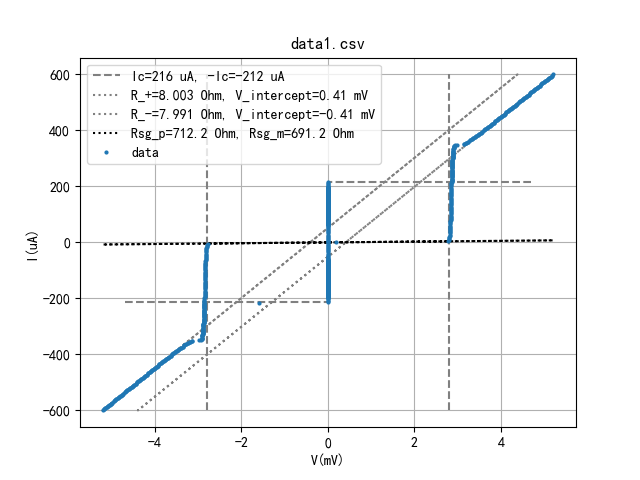 data1.csv
Ic=216 uA, -Ic=-212 uA
R_+=8.003 Ohm, V_intercept=0.41 mV
R_-=7.991 Ohm, V_intercept=-0.41 mV
Rsg_p=712.2 Ohm, Rsg_m=691.2 Ohm
data
600
400
200
0
−200
−400
−600
I(uA)
−4 −2 0 2 4
V(mV)